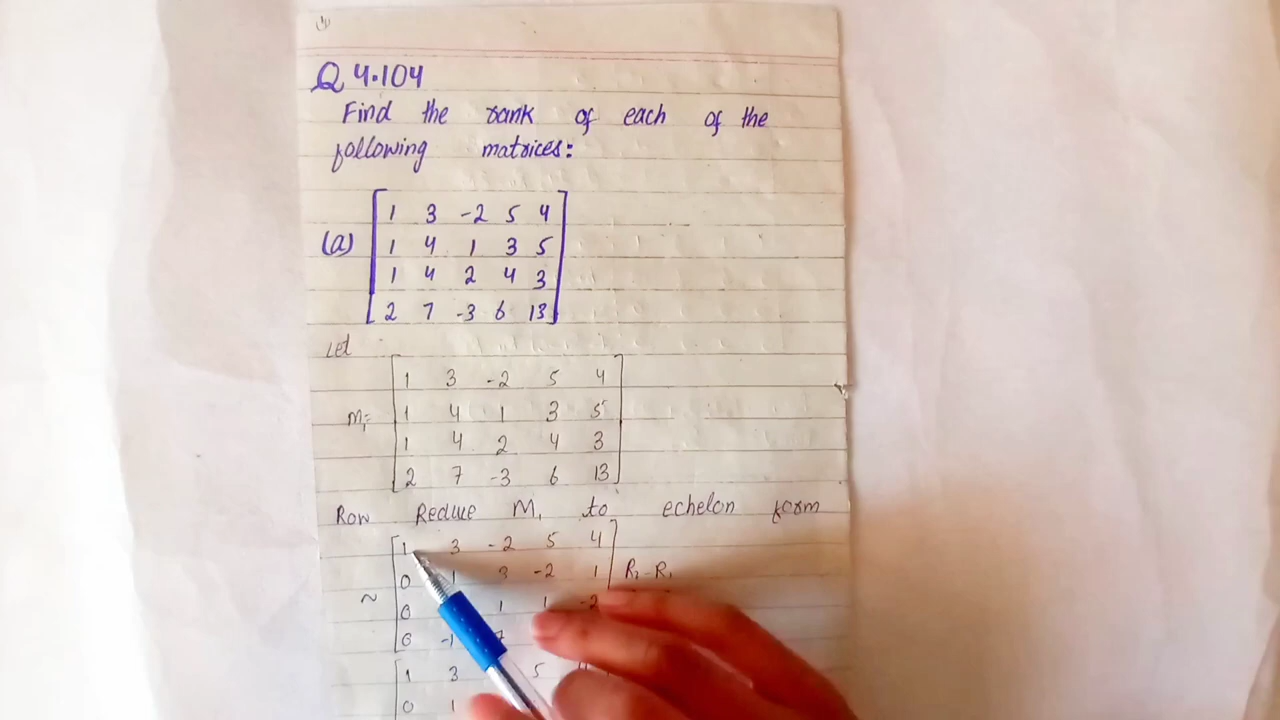 Q 4.104
Find the rank of each of the
following matrices:
(a)
1 3 -2 5 4
1 4 1 3 5
1 4 2 4 3
2 7 -3 6 13
Let
M₁=
1 3 -2 5 4
1 4 1 3 5
1 4 2 4 3
2 7 -3 6 13
Row Reduce M₁ to echelon form
~
1 3 -2 5 4
0 1 3 -2 1 R₂-R₁
0 1 1 -2
0 -1 7
1 3 5
0 1